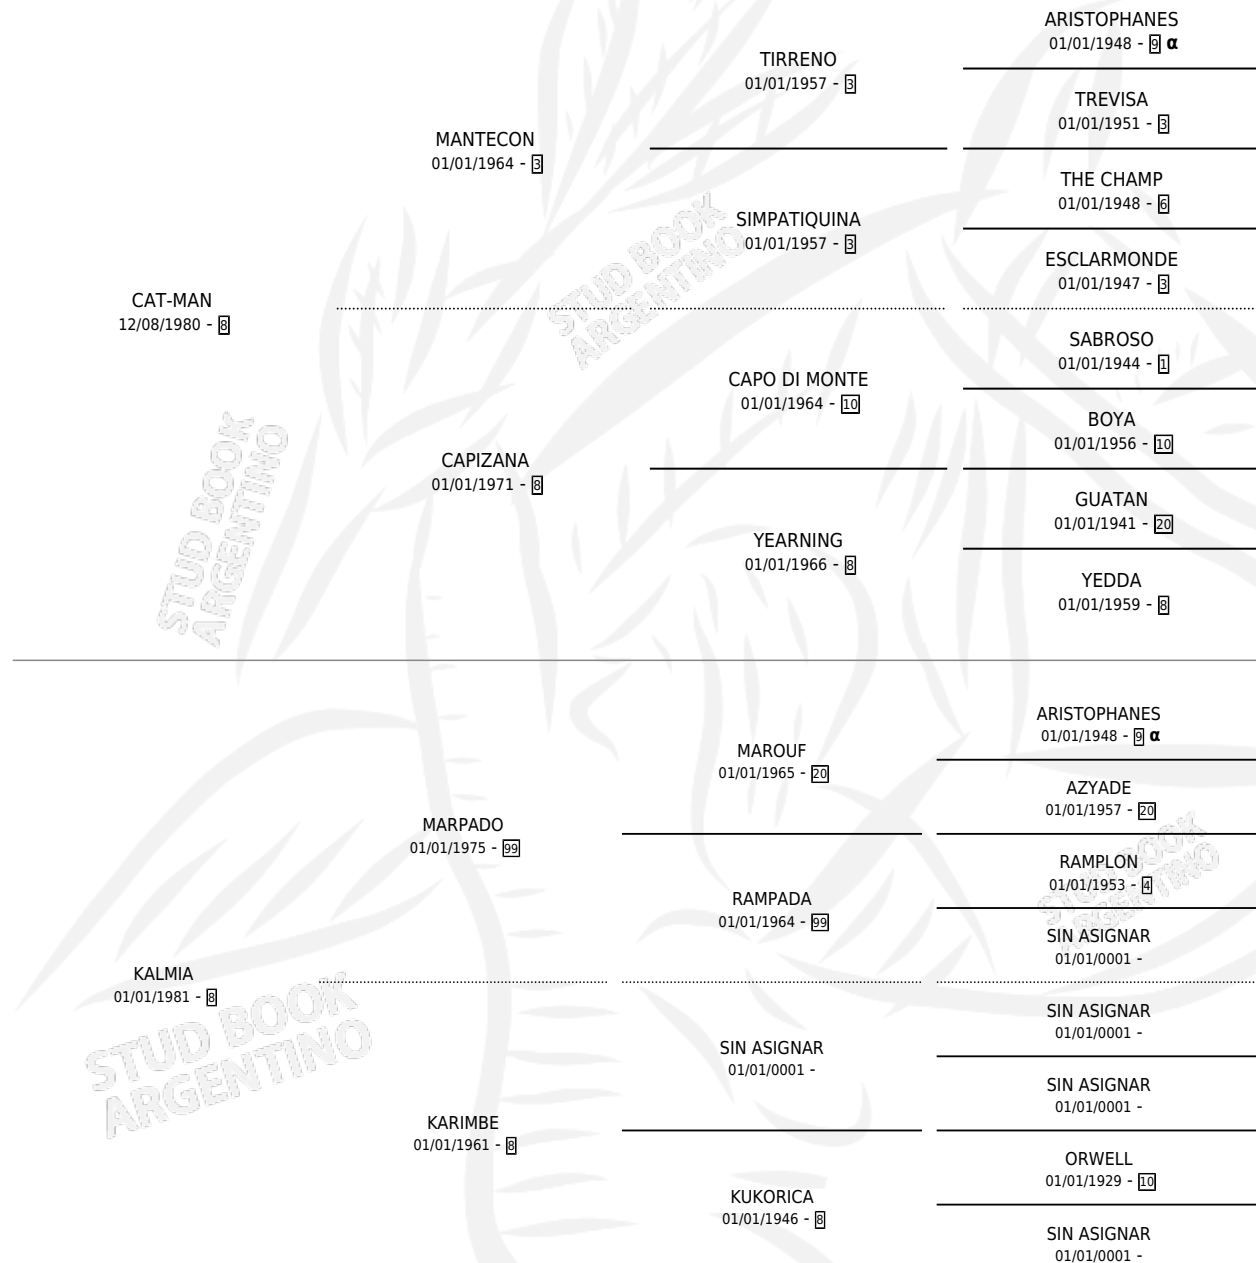 ARISTOPHANES
01/01/1948 - 9 α
TIRRENO
01/01/1957 - 3
TREVISA
01/01/1951 - 3
MANTECON
01/01/1964 - 3
THE CHAMP
01/01/1948 - 6
SIMPATIQUINA
01/01/1957 - 3
ESCLARMONDE
01/01/1947 - 3
CAT-MAN
12/08/1980 - 8
SABROSO
01/01/1944 - 1
CAPO DI MONTE
01/01/1964 - 10
BOYA
01/01/1956 - 10
CAPIZANA
01/01/1971 - 8
GUATAN
01/01/1941 - 20
YEARNING
01/01/1966 - 8
YEDDA
01/01/1959 - 8
ARISTOPHANES
01/01/1948 - 9 α
MAROUF
01/01/1965 - 20
AZYADE
01/01/1957 - 20
MARPADO
01/01/1975 - 99
RAMPLON
01/01/1953 - 4
RAMPADA
01/01/1964 - 99
SIN ASIGNAR
01/01/0001 -
KALMIA
01/01/1981 - 8
SIN ASIGNAR
01/01/0001 -
SIN ASIGNAR
01/01/0001 -
SIN ASIGNAR
01/01/0001 -
KARIMBE
01/01/1961 - 8
ORWELL
01/01/1929 - 10
KUKORICA
01/01/1946 - 8
SIN ASIGNAR
01/01/0001 -
STUD BOOK
ARGENTINO
STUD BOOK
ARGENTINO
STUD BOOK
ARGENTINO
STUD BOOK
ARGENTINO